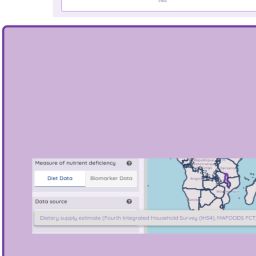 Measure of nutrient deficiency
Diet Data Biomarker Data
Data source
Dietary supply estimate (Fourth Integrated Household Survey (IHS4), MAFOODS FCT